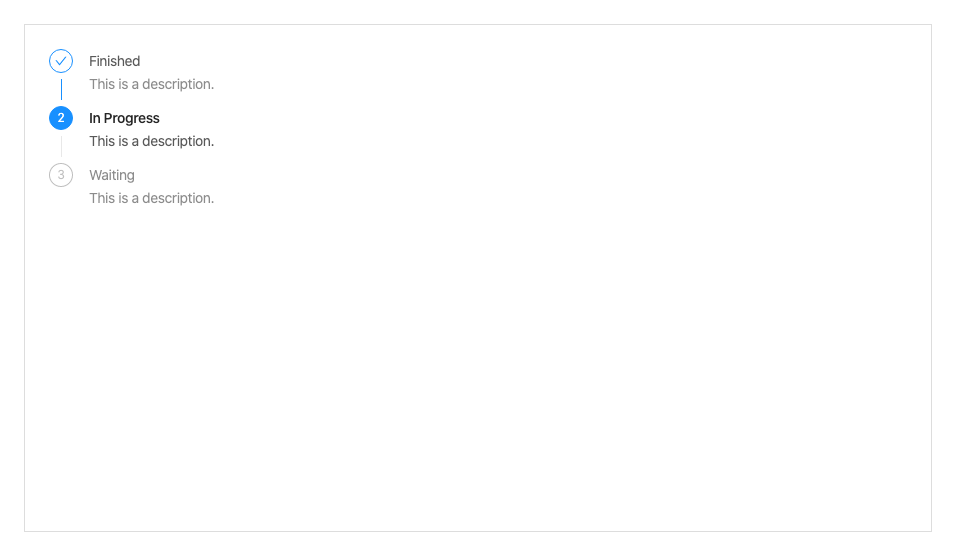 Finished
This is a description.
2 In Progress
This is a description.
3 Waiting
This is a description.